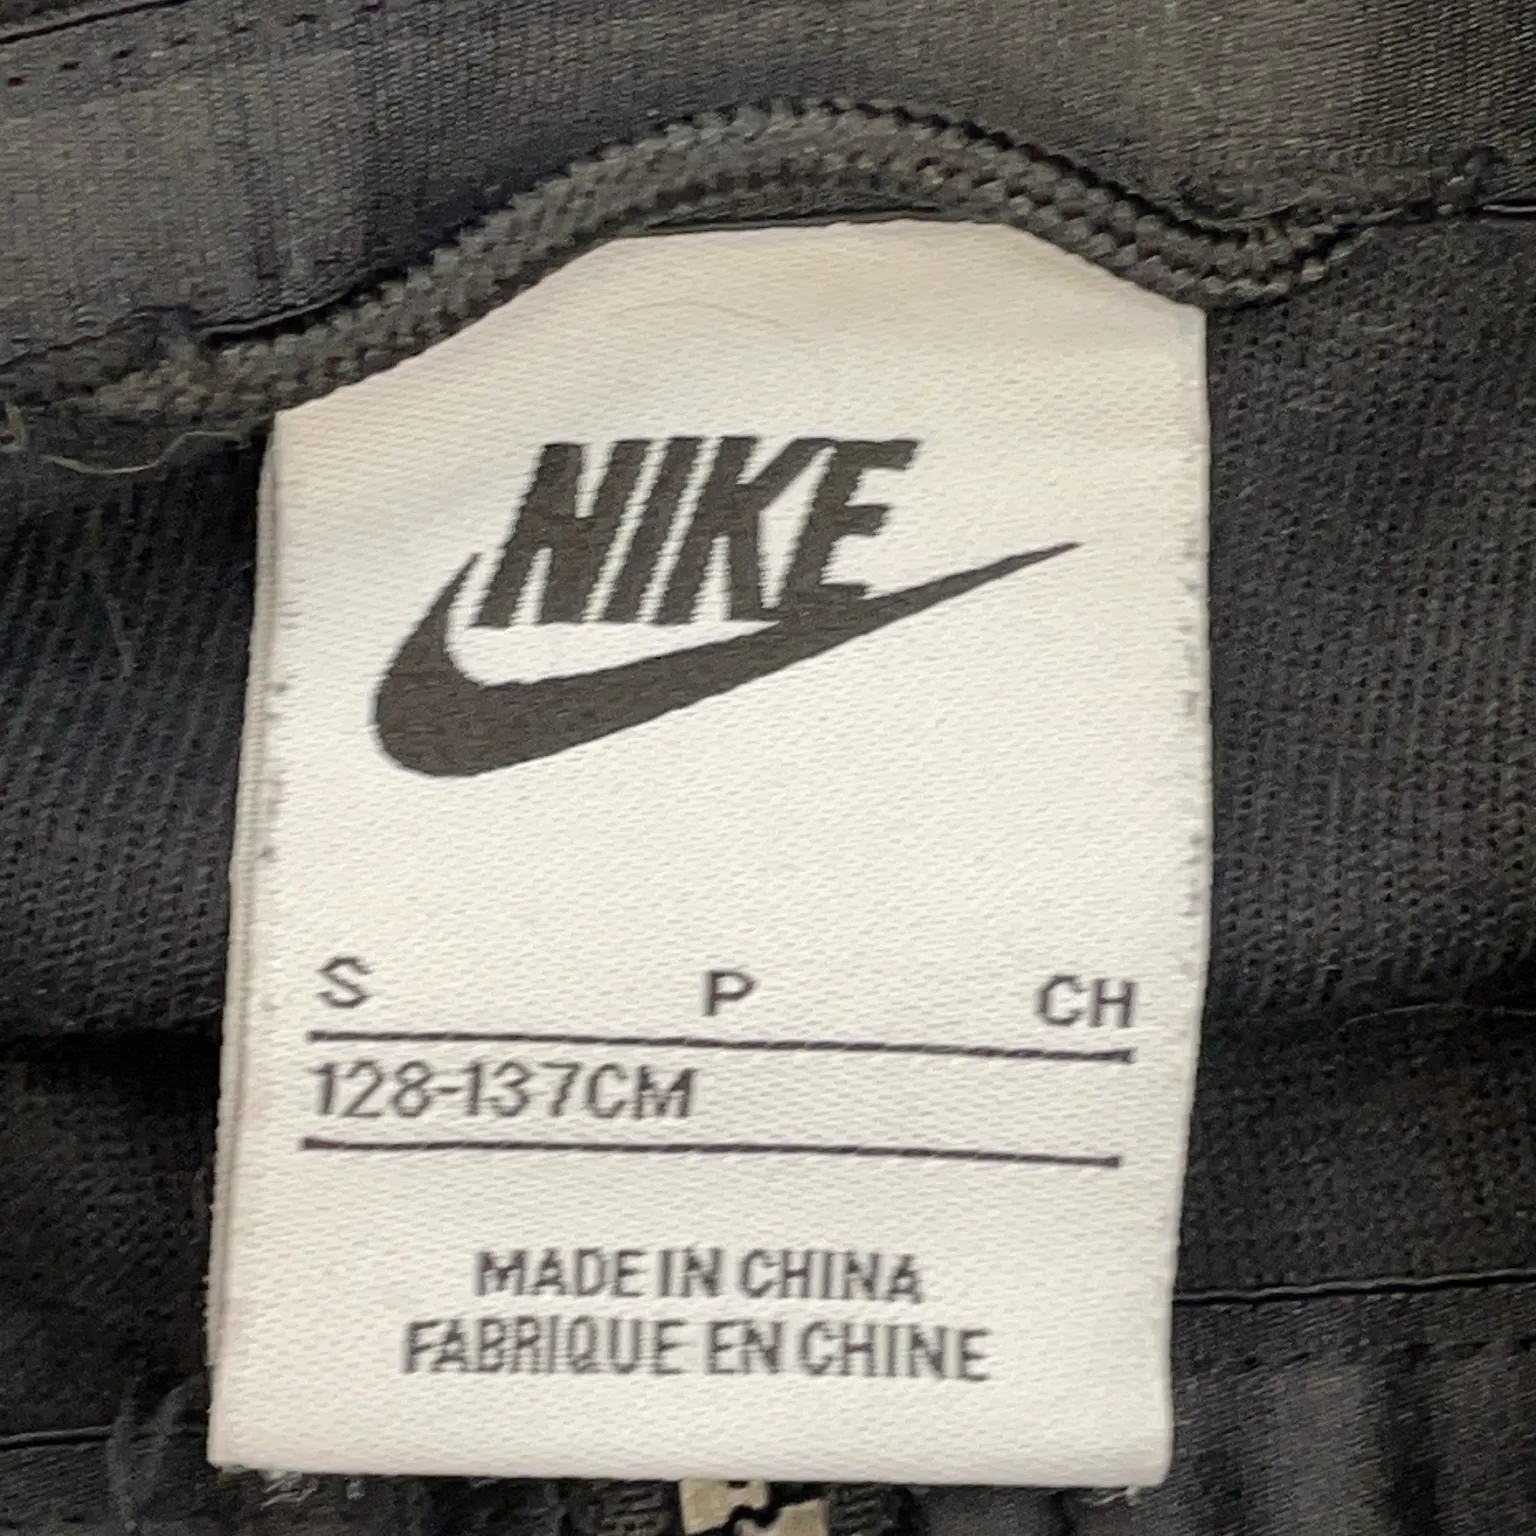 NIKE
S P CH
128-137CM
MADE IN CHINA
FABRIQUE EN CHINE